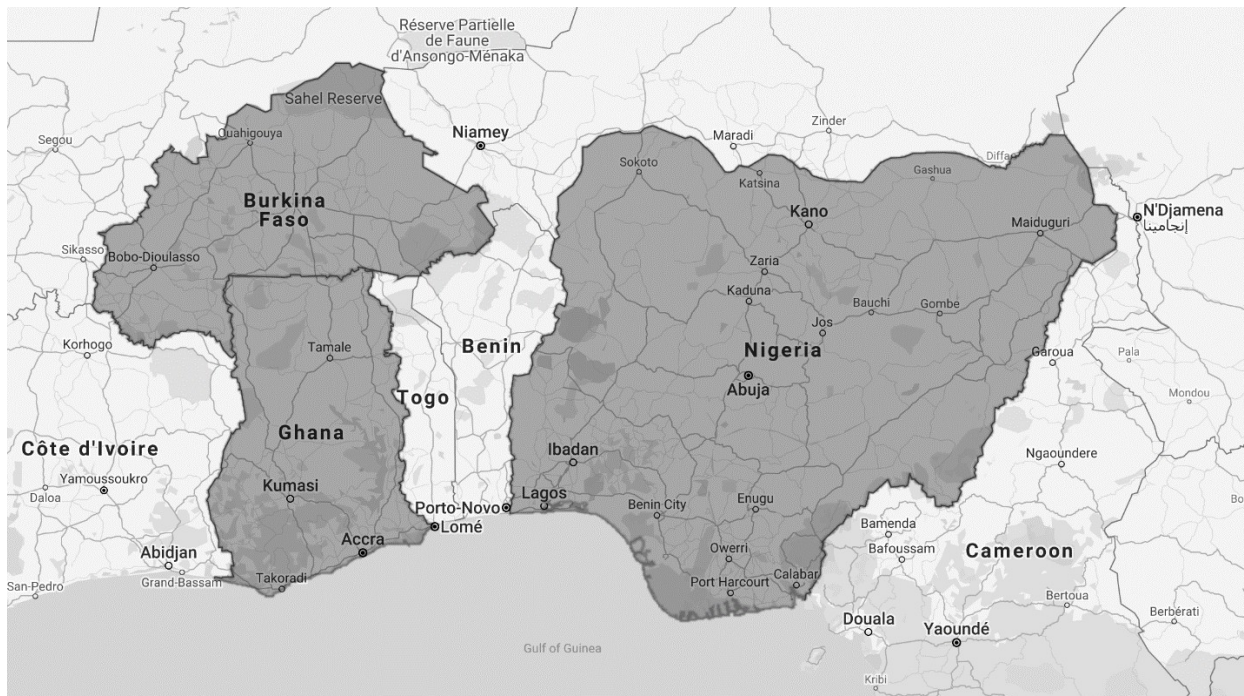 Réserve Partielle
de Faune
d'Ansongo-Ménaka
Sahel Reserve
Segou
Ouahigouya
Niamey
Maradi
Zinder
Diffa
Sokoto
Katsina
Gashua
Burkina
Faso
Kano
N'Djamena
إنجامينا
Maiduguri
Sikasso
Bobo-Dioulasso
Zaria
Kaduna
Bauchi
Gombe
Jos
Korhogo
Tamale
Benin
Nigeria
Garoua
Pala
Abuja
Togo
Mondou
Ghana
Côte d'Ivoire
Ibadan
Ngaoundere
Yamoussoukro
Daloa
Kumasi
Porto-Novo
Lagos
Benin City
Enugu
Bo
Lomé
Bamenda
Accra
Abidjan
Owerri
Bafoussam
Cameroon
San-Pedro
Grand-Bassam
Takoradi
Port Harcourt
Calabar
Bertoua
Berbérati
Douala
Yaoundé
Gulf of Guinea
Kribi